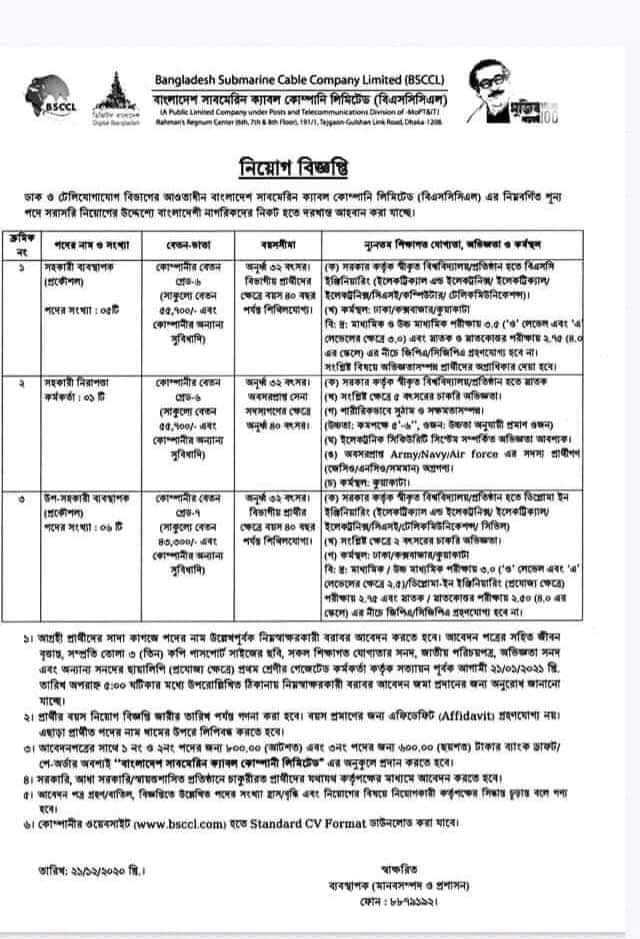 Bangladesh Submarine Cable Company Limited (BSCCL)
বাংলাদেশ সাবমেরিন ক্যাবল কোম্পানি লিমিটেড (বিএসসিসিএল)
(A Public Limited Company under Posts and Telecommunications Division of -MoPT&IT)
Rahman's Regnum Center (6th, 7th & 8th Floor), 191/1, Tejgaon-Gulshan Link Road, Dhaka-1208.
BSCCL
Digital Bangladesh
মুজিব
100
নিয়োগ বিজ্ঞপ্তি
ডাক ও টেলিযোগাযোগ বিভাগের আওতাধীন বাংলাদেশ সাবমেরিন ক্যাবল কোম্পানি লিমিটেড (বিএসসিসিএল) এর নিম্নবর্ণিত শূন্য
পদে সরাসরি নিয়োগের উদ্দেশ্যে বাংলাদেশী নাগরিকদের নিকট হতে দরখাস্ত আহবান করা যাচ্ছে।
ক্রমিক নং
পদের নাম ও সংখ্যা
বেতন-ভাতা
বয়সসীমা
ন্যূনতম শিক্ষাগত যোগ্যতা, অভিজ্ঞতা ও কর্মস্থল
১
সহকারী ব্যবস্থাপক
(প্রকৌশল)
পদের সংখ্যা : ০৫টি
কোম্পানীর বেতন
গ্রেড-৬
(সাকুল্যে বেতন
৫৫,৭০০/- এবং
কোম্পানীর অন্যান্য
সুবিধাদি)
অনূর্ধ্ব ৩২ বৎসর।
বিভাগীয় প্রার্থীদের
ক্ষেত্রে বয়স ৪০ বছর
পর্যন্ত শিথিলযোগ্য।
(ক) সরকার কর্তৃক স্বীকৃত বিশ্ববিদ্যালয়/প্রতিষ্ঠান হতে বিএসসি
ইঞ্জিনিয়ারিং (ইলেকট্রিক্যাল এন্ড ইলেকট্রনিক্স/ ইলেকট্রিক্যাল/
ইলেকট্রনিক্স/সিএসই/কম্পিউটার/ টেলিকমিউনিকেশন্স)।
(খ) কর্মস্থল: ঢাকা/কক্সবাজার/কুয়াকাটা
বি: দ্র: মাধ্যমিক ও উচ্চ মাধ্যমিক পরীক্ষায় ৩.৫ ('ও' লেভেল এবং 'এ'
লেভেলের ক্ষেত্রে ৩.০) এবং স্নাতক ও স্নাতকোত্তর পরীক্ষায় ২.৭৫ (৪.০
এর স্কেলে) এর নীচে জিপিএ/সিজিপিএ গ্রহণযোগ্য হবে না।
সংশ্লিষ্ট বিষয়ে অভিজ্ঞতাসম্পন্ন প্রার্থীদের অগ্রাধিকার দেয়া হবে।
২
সহকারী নিরাপত্তা
কর্মকর্তা : ০১ টি
কোম্পানীর বেতন
গ্রেড-৬
(সাকুল্যে বেতন
৫৫,৭০০/- এবং
কোম্পানীর অন্যান্য
সুবিধাদি)
অনূর্ধ্ব ৩২ বৎসর।
অবসরপ্রাপ্ত সেনা
সদস্যগণের ক্ষেত্রে
অনূর্ধ্ব ৪০ বৎসর।
(ক) সরকার কর্তৃক স্বীকৃত বিশ্ববিদ্যালয়/প্রতিষ্ঠান হতে স্নাতক
(খ) সংশ্লিষ্ট ক্ষেত্রে ৫ বৎসরের চাকরি অভিজ্ঞতা।
(গ) শারীরিকভাবে সুঠাম ও সক্ষমতাসম্পন্ন।
(উচ্চতা: কমপক্ষে ৫'-৬", ওজন: উচ্চতা অনুযায়ী প্রমাণ ওজন)
(ঘ) ইলেকট্রনিক সিকিউরিটি সিস্টেম সম্পর্কিত অভিজ্ঞতা আবশ্যক।
(ঙ) অবসরপ্রাপ্ত Army/Navy/Air force এর সদস্য প্রার্থীগণ
(জেসিও/এনসিও/সমমান) অগ্রগণ্য।
(চ) কর্মস্থল: কুয়াকাটা।
৩
উপ-সহকারী ব্যবস্থাপক
(প্রকৌশল)
পদের সংখ্যা : ০৬ টি
কোম্পানীর বেতন
গ্রেড-৭
(সাকুল্যে বেতন
৪৩,৩০০/- এবং
কোম্পানীর অন্যান্য
সুবিধাদি)
অনূর্ধ্ব ৩২ বৎসর।
বিভাগীয় প্রার্থীর
ক্ষেত্রে বয়স ৪০ বছর
পর্যন্ত শিথিলযোগ্য।
(ক) সরকার কর্তৃক স্বীকৃত বিশ্ববিদ্যালয়/প্রতিষ্ঠান হতে ডিপ্লোমা ইন
ইঞ্জিনিয়ারিং (ইলেকট্রিক্যাল এন্ড ইলেকট্রনিক্স/ ইলেকট্রিক্যাল/
ইলেকট্রনিক্স/সিএসই/টেলিকমিউনিকেশন্স/ সিভিল)
(খ) সংশ্লিষ্ট ক্ষেত্রে ২ বৎসরের চাকরি অভিজ্ঞতা।
(গ) কর্মস্থল: ঢাকা/কক্সবাজার/কুয়াকাটা
বি: দ্র: মাধ্যমিক / উচ্চ মাধ্যমিক পরীক্ষায় ৩.০ ('ও' লেভেল এবং 'এ'
লেভেলের ক্ষেত্রে ২.৫)/ডিপ্লোমা-ইন ইঞ্জিনিয়ারিং (প্রযোজ্য ক্ষেত্রে)
পরীক্ষায় ২.৭৫ এবং স্নাতক / স্নাতকোত্তর পরীক্ষায় ২.৫০ (৪.০ এর
স্কেলে) এর নীচে জিপিএ/সিজিপিএ গ্রহণযোগ্য হবে না।
১। আগ্রহী প্রার্থীদের সাদা কাগজে পদের নাম উল্লেখপূর্বক নিম্নস্বাক্ষরকারী বরাবর আবেদন করতে হবে। আবেদন পত্রের সহিত জীবন
বৃত্তান্ত, সম্প্রতি তোলা ৩ (তিন) কপি পাসপোর্ট সাইজের ছবি, সকল শিক্ষাগত যোগ্যতার সনদ, জাতীয় পরিচয়পত্র, অভিজ্ঞতা সনদ
এবং অন্যান্য সনদের ছায়ালিপি (প্রযোজ্য ক্ষেত্রে) প্রথম শ্রেণীর গেজেটেড কর্মকর্তা কর্তৃক সত্যায়ন পূর্বক আগামী ২১/০১/২০২১ খ্রি.
তারিখ অপরাহ্ন ৫:০০ ঘটিকার মধ্যে উপরোল্লিখিত ঠিকানায় নিম্নস্বাক্ষরকারী বরাবর আবেদন জমা প্রদানের জন্য অনুরোধ জানানো
যাচ্ছে।
২। প্রার্থীর বয়স নিয়োগ বিজ্ঞপ্তি জারীর তারিখ পর্যন্ত গণনা করা হবে। বয়স প্রমাণের জন্য এফিডেফিট (Affidavit) গ্রহণযোগ্য নয়।
এছাড়া প্রার্থীত পদের নাম খামের উপরে লিপিবদ্ধ করতে হবে।
৩। আবেদনপত্রের সাথে ১ নং ও ২নং পদের জন্য ৮০০.০০ (আটশত) এবং ৩নং পদের জন্য ৬০০.০০ (ছয়শত) টাকার ব্যাংক ড্রাফট/
পে-অর্ডার অবশ্যই "বাংলাদেশ সাবমেরিন ক্যাবল কোম্পানী লিমিটেড" এর অনুকূলে প্রদান করতে হবে।
৪। সরকারি, আধা সরকারি/স্বায়ত্তশাসিত প্রতিষ্ঠানে চাকুরীরত প্রার্থীদের যথাযথ কর্তৃপক্ষের মাধ্যমে আবেদন করতে হবে।
৫। আবেদন পত্র গ্রহণ/বাতিল, বিজ্ঞপ্তিতে উল্লেখিত পদের সংখ্যা হ্রাস/বৃদ্ধি এবং নিয়োগের বিষয়ে নিয়োগকারী কর্তৃপক্ষের সিদ্ধান্ত চূড়ান্ত বলে গণ্য
হবে।
৬। কোম্পানীর ওয়েবসাইট (www.bsccl.com) হতে Standard CV Format ডাউনলোড করা যাবে।
তারিখ: ২১/১২/২০২০ খ্রি.।
স্বাক্ষরিত
ব্যবস্থাপক (মানবসম্পদ ও প্রশাসন)
ফোন : ৮৮৭৯১৯২।